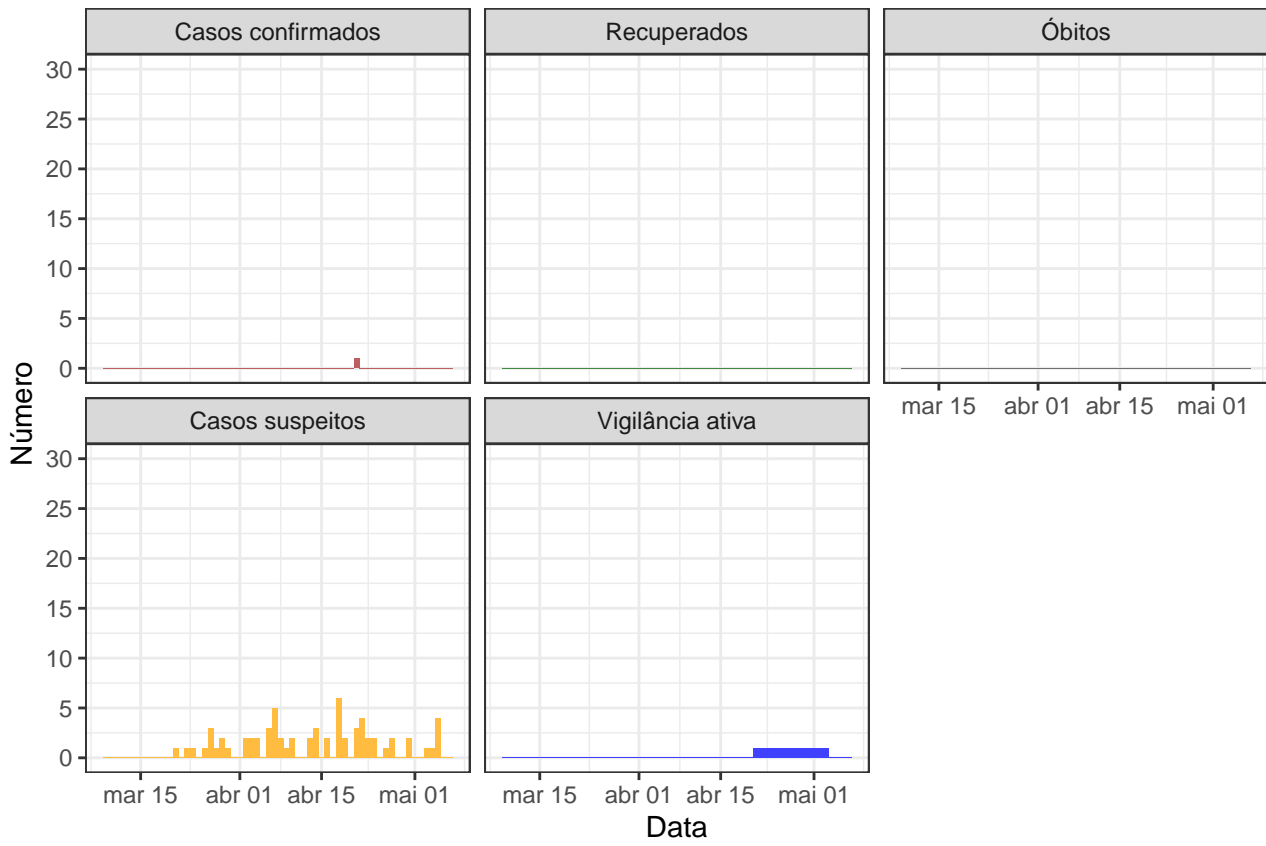 Casos confirmados
Recuperados
Óbitos
30
25
20
15
10
5
0
mar 15 abr 01 abr 15 mai 01
Número
Casos suspeitos
Vigilância ativa
30
25
20
15
10
5
0
mar 15 abr 01 abr 15 mai 01
mar 15 abr 01 abr 15 mai 01
Data